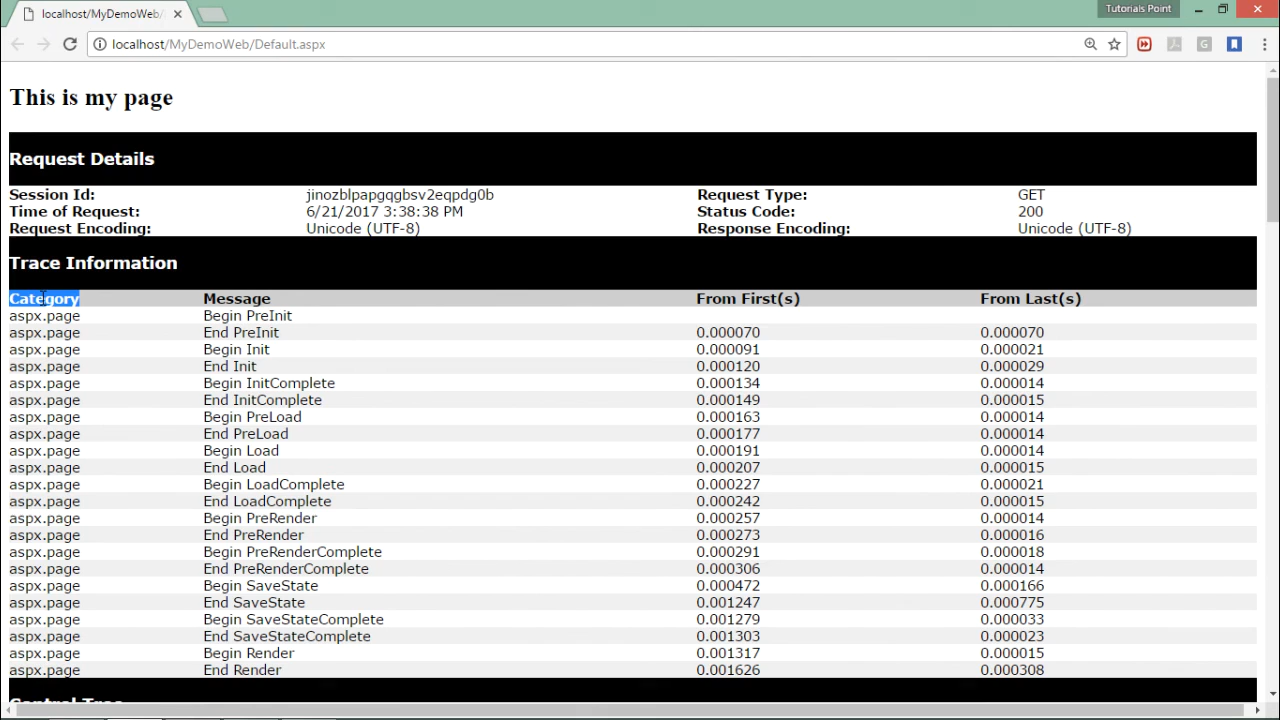 localhost/MyDemoWeb/
Tutorials Point
localhost/MyDemoWeb/Default.aspx
This is my page
Request Details
Session Id: jinozblpapgqgbsv2eqpdg0b Request Type: GET
Time of Request: 6/21/2017 3:38:38 PM Status Code: 200
Request Encoding: Unicode (UTF-8) Response Encoding: Unicode (UTF-8)
Trace Information
Category Message From First(s) From Last(s)
aspx.page Begin PreInit
aspx.page End PreInit 0.000070 0.000070
aspx.page Begin Init 0.000091 0.000021
aspx.page End Init 0.000120 0.000029
aspx.page Begin InitComplete 0.000134 0.000014
aspx.page End InitComplete 0.000149 0.000015
aspx.page Begin PreLoad 0.000163 0.000014
aspx.page End PreLoad 0.000177 0.000014
aspx.page Begin Load 0.000191 0.000014
aspx.page End Load 0.000207 0.000015
aspx.page Begin LoadComplete 0.000227 0.000021
aspx.page End LoadComplete 0.000242 0.000015
aspx.page Begin PreRender 0.000257 0.000014
aspx.page End PreRender 0.000273 0.000016
aspx.page Begin PreRenderComplete 0.000291 0.000018
aspx.page End PreRenderComplete 0.000306 0.000014
aspx.page Begin SaveState 0.000472 0.000166
aspx.page End SaveState 0.001247 0.000775
aspx.page Begin SaveStateComplete 0.001279 0.000033
aspx.page End SaveStateComplete 0.001303 0.000023
aspx.page Begin Render 0.001317 0.000015
aspx.page End Render 0.001626 0.000308
Control Tree